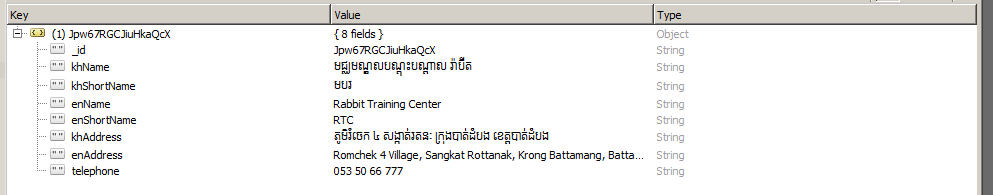 Key Value Type
(1) Jpw67RGCJiuHkaQcX { 8 fields } Object
_id Jpw67RGCJiuHkaQcX String
khName មជ្ឈមណ្ឌលបណ្តុះបណ្តាល រ៉ាប៊ីត String
khShortName មបរ String
enName Rabbit Training Center String
enShortName RTC String
khAddress ភូមិរំចេក ៤ សង្កាត់រតនៈ ក្រុងបាត់ដំបង ខេត្តបាត់ដំបង String
enAddress Romchek 4 Village, Sangkat Rottanak, Krong Battamang, Batta... String
telephone 053 50 66 777 String